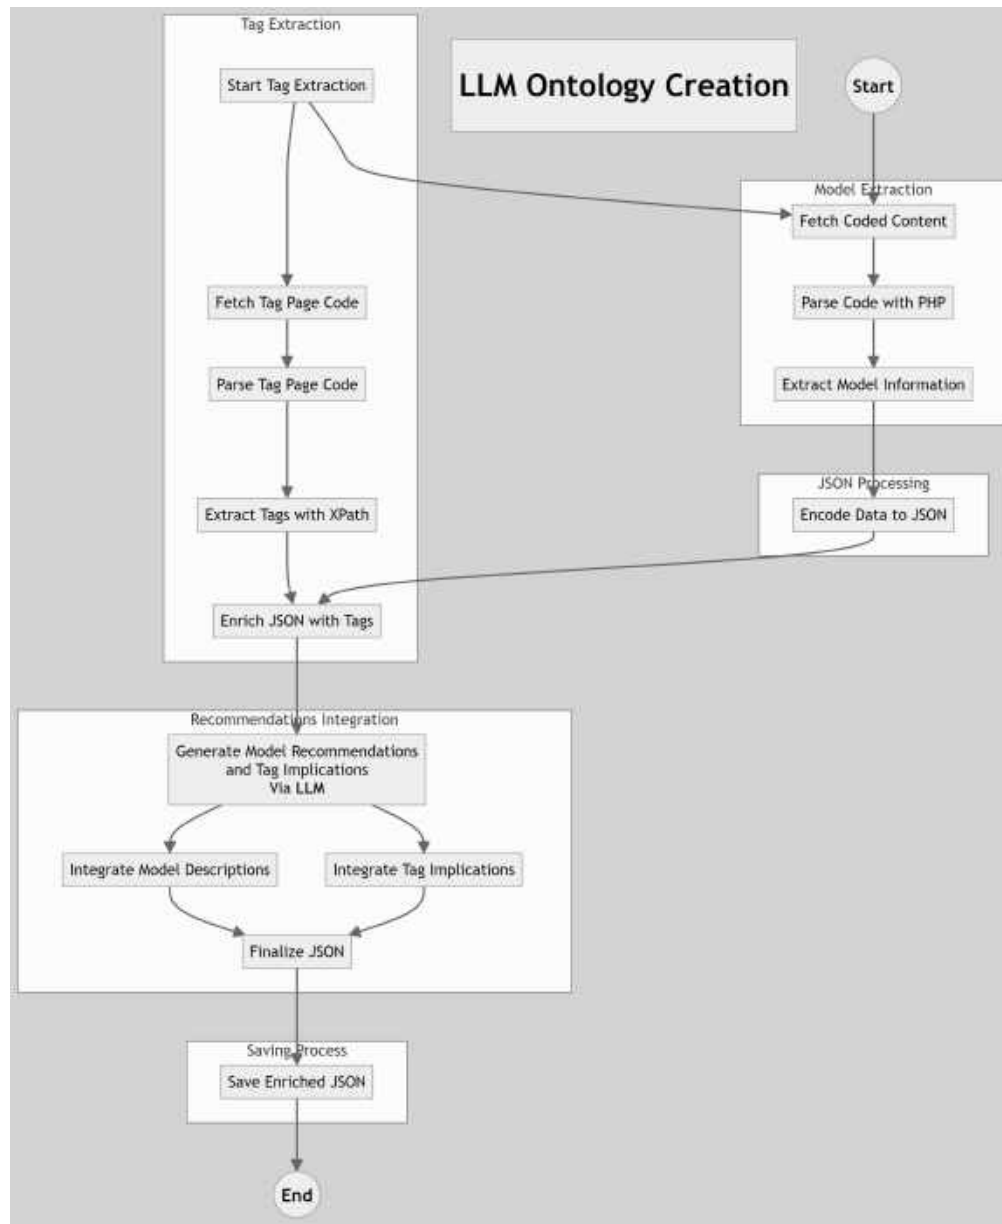 Tag Extraction
LLM Ontology Creation
Start
Start Tag Extraction
Model Extraction
Fetch Coded Content
Fetch Tag Page Code
Parse Code with PHP
Parse Tag Page Code
Extract Model Information
JSON Processing
Extract Tags with XPath
Encode Data to JSON
Enrich JSON with Tags
Recommendations Integration
Generate Model Recommendations
and Tag Implications
Via LLM
Integrate Model Descriptions
Integrate Tag Implications
Finalize JSON
Saving Process
Save Enriched JSON
End